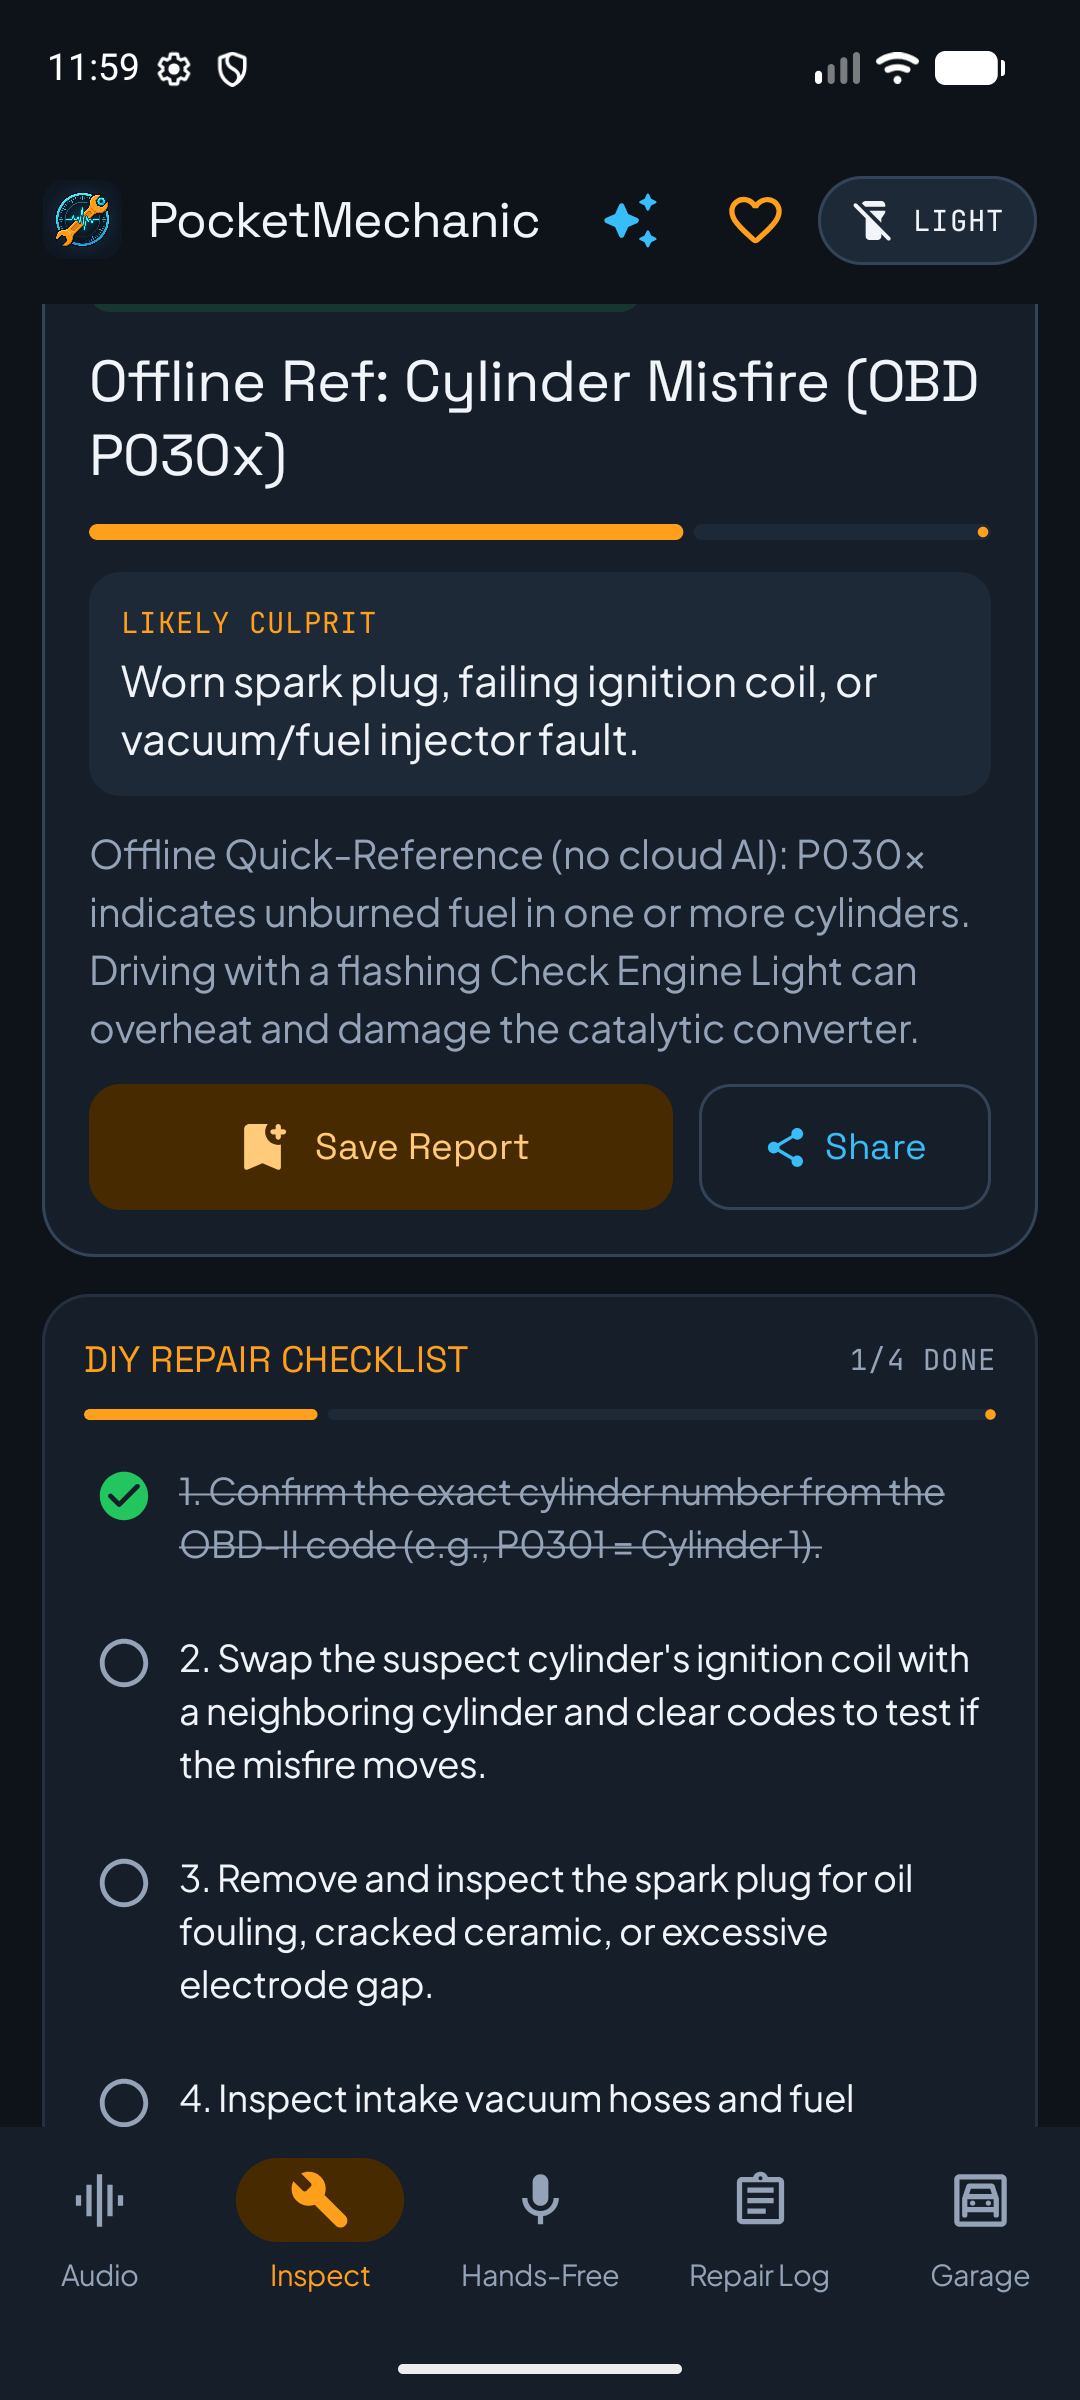 11:59
PocketMechanic
LIGHT
Offline Ref: Cylinder Misfire (OBD
P030x)
LIKELY CULPRIT
Worn spark plug, failing ignition coil, or
vacuum/fuel injector fault.
Offline Quick-Reference (no cloud AI): P030x
indicates unburned fuel in one or more cylinders.
Driving with a flashing Check Engine Light can
overheat and damage the catalytic converter.
Save Report
Share
DIY REPAIR CHECKLIST
1/4 DONE
1. Confirm the exact cylinder number from the
OBD-II code (e.g., P0301 = Cylinder 1).
2. Swap the suspect cylinder's ignition coil with
a neighboring cylinder and clear codes to test if
the misfire moves.
3. Remove and inspect the spark plug for oil
fouling, cracked ceramic, or excessive
electrode gap.
4. Inspect intake vacuum hoses and fuel
Audio
Inspect
Hands-Free
Repair Log
Garage